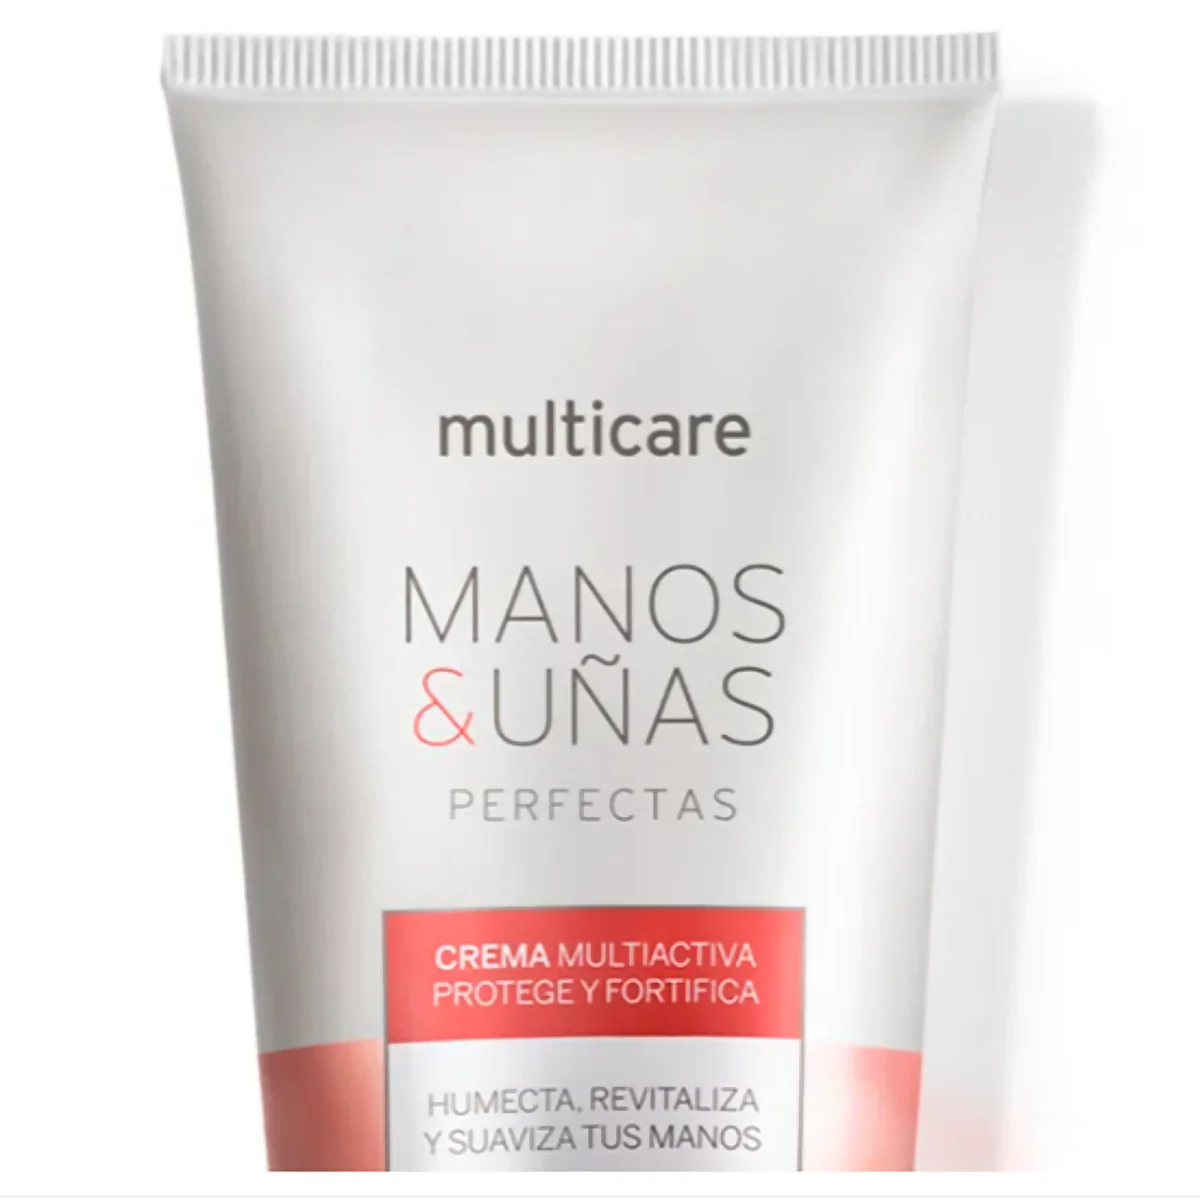 multicare
MANOS
&UÑAS
PERFECTAS
CREMA MULTIACTIVA
PROTEGE Y FORTIFICA
HUMECTA, REVITALIZA
Y SUAVIZA TUS MANOS